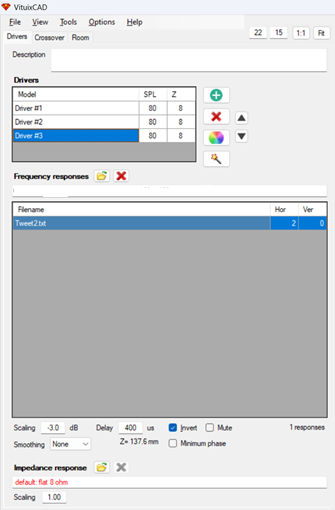 VituixCAD
File View Tools Options Help
22 15 1:1 Fit
Drivers Crossover Room
Description
Drivers
Model SPL Z
Driver #1 80 8
Driver #2 80 8
Driver #3 80 8
Frequency responses
Filename Hor Ver
Tweet2.txt 2 0
Scaling -3.0 dB Delay 400 us Invert Mute 1 responses
Smoothing None Z= 137.6 mm Minimum phase
Impedance response
default: flat 8 ohm
Scaling 1.00